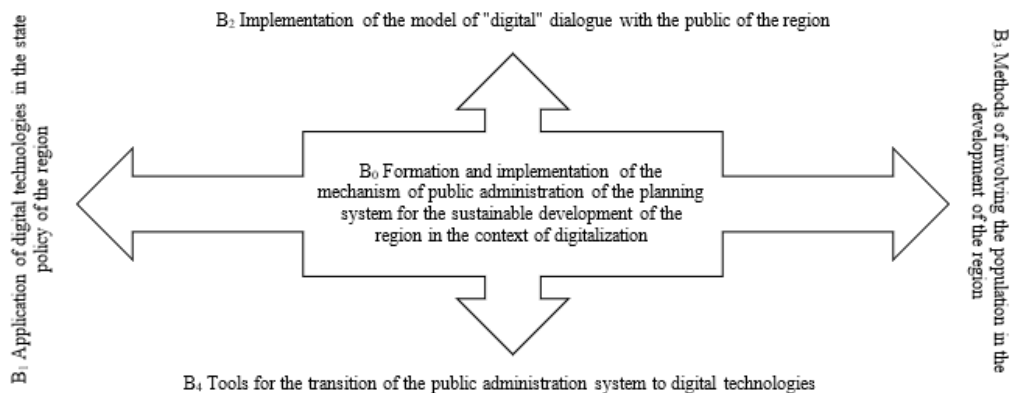 B₂ Implementation of the model of "digital" dialogue with the public of the region
B₁ Application of digital technologies in the state
policy of the region
B₀ Formation and implementation of the
mechanism of public administration of the planning
system for the sustainable development of the
region in the context of digitalization
B₃ Methods of involving the population in the
development of the region
B₄ Tools for the transition of the public administration system to digital technologies